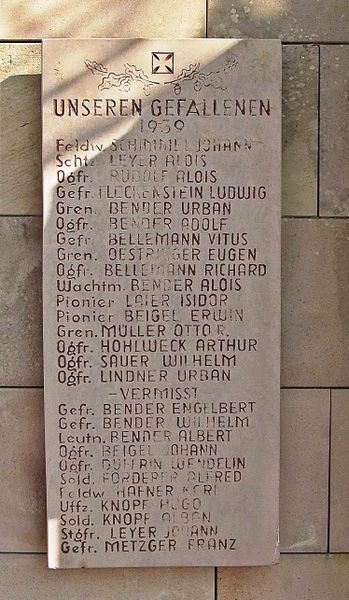 UNSEREN GEFALLENEN
1939
Feldw. SCHIMMEL JOHANN
Schtz. LEYER ALOIS
Ogfr. RUDOLF ALOIS
Gefr. FLECKENSTEIN LUDWIG
Gren. BENDER URBAN
Ogfr. BENDER ADOLF
Gefr. BELLEMANN VITUS
Gren. OESTRINGER EUGEN
Ogfr. BELLEMANN RICHARD
Wachtm. BENDER ALOIS
Pionier LAIER ISIDOR
Pionier BEIGEL ERWIN
Gren. MÜLLER OTTO R.
Ogfr. HOHLWECK ARTHUR
Ogfr. SAUER WILHELM
Ogfr. LINDNER URBAN
- VERMISST -
Gefr. BENDER ENGELBERT
Gefr. BENDER WILHELM
Leutn. BENDER ALBERT
Ogfr. BEIGEL JOHANN
Ogfr. DUFFRIN WENDELIN
Sold. FORDERER ALFRED
Feldw. HAFNER KARL
Uffz. KNOPF HUGO
Sold. KNOPF ALBAN
Stgfr. LEYER JOHANN
Gefr. METZGER FRANZ